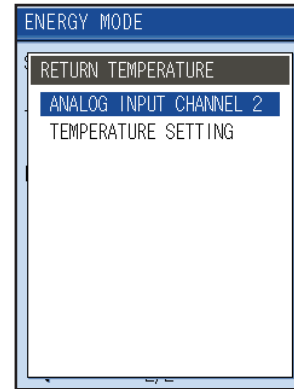 ENERGY MODE
RETURN TEMPERATURE
ANALOG INPUT CHANNEL 2
TEMPERATURE SETTING